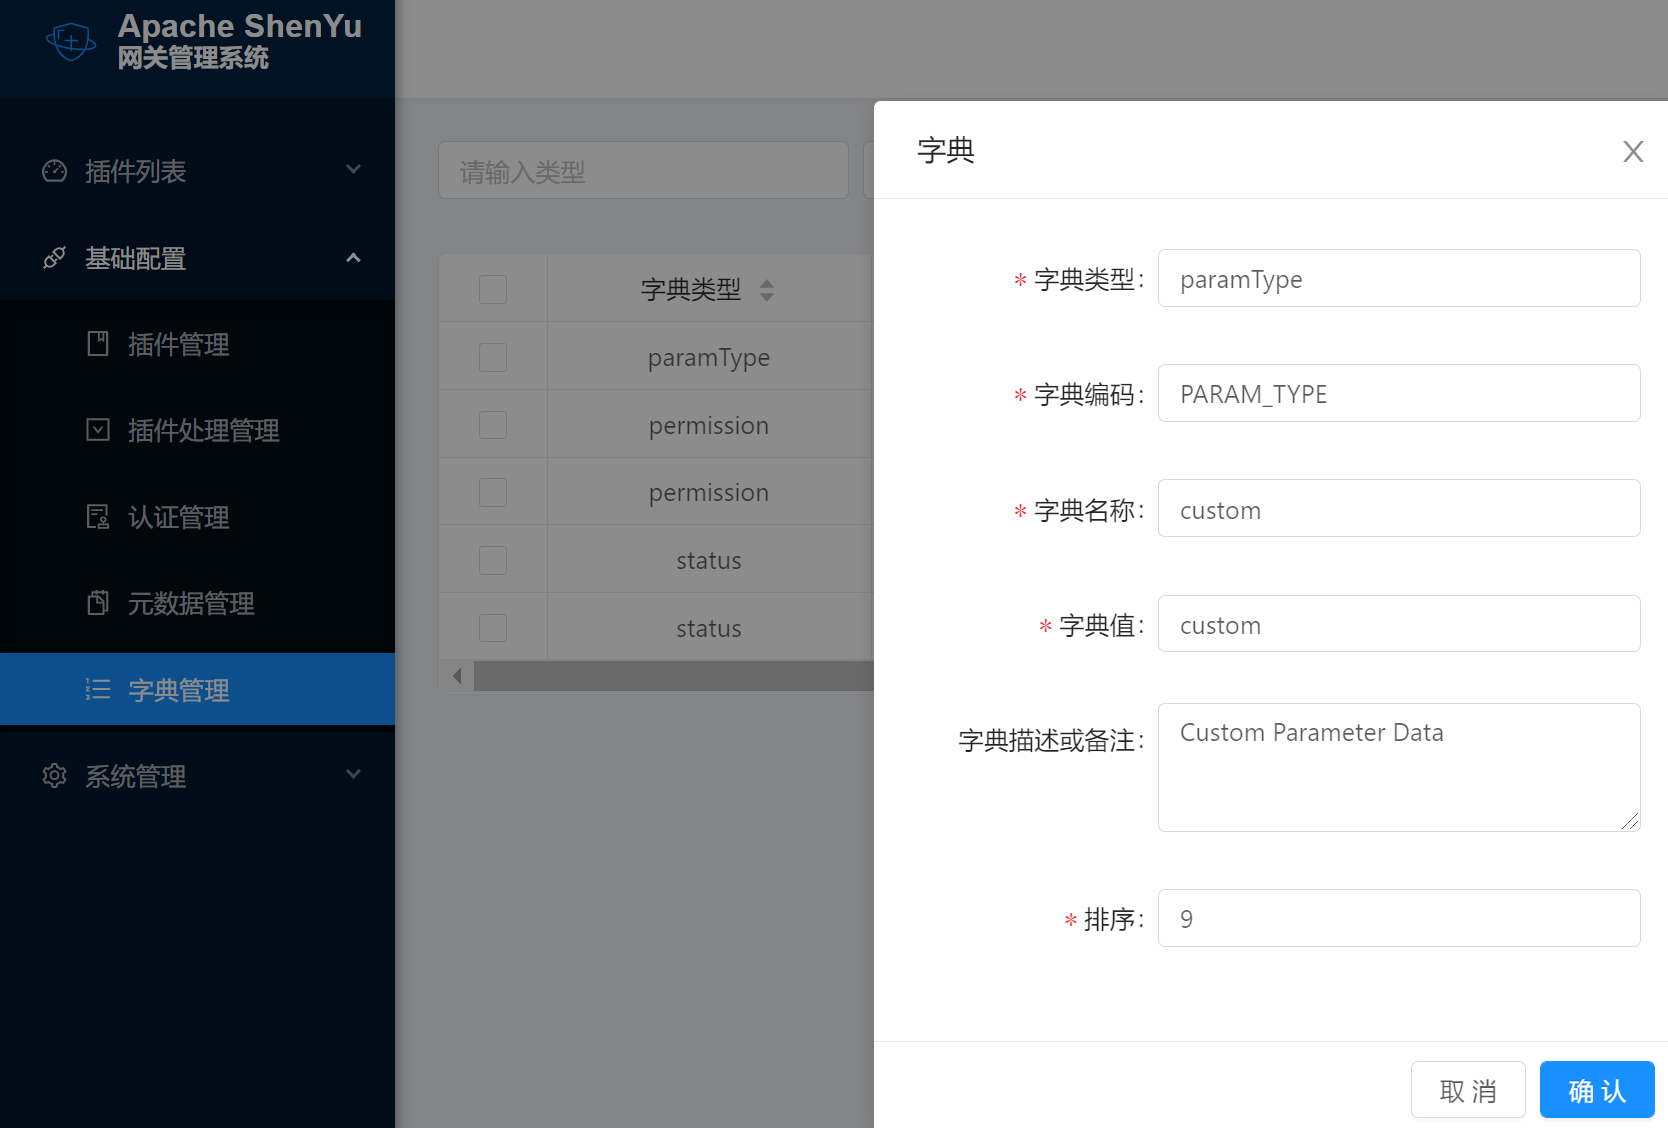 Apache ShenYu
网关管理系统
插件列表
基础配置
插件管理
插件处理管理
认证管理
元数据管理
字典管理
系统管理
请输入类型
字典类型
paramType
permission
permission
status
status
字典
* 字典类型: paramType
* 字典编码: PARAM_TYPE
* 字典名称: custom
* 字典值: custom
字典描述或备注: Custom Parameter Data
* 排序: 9
取 消
确 认